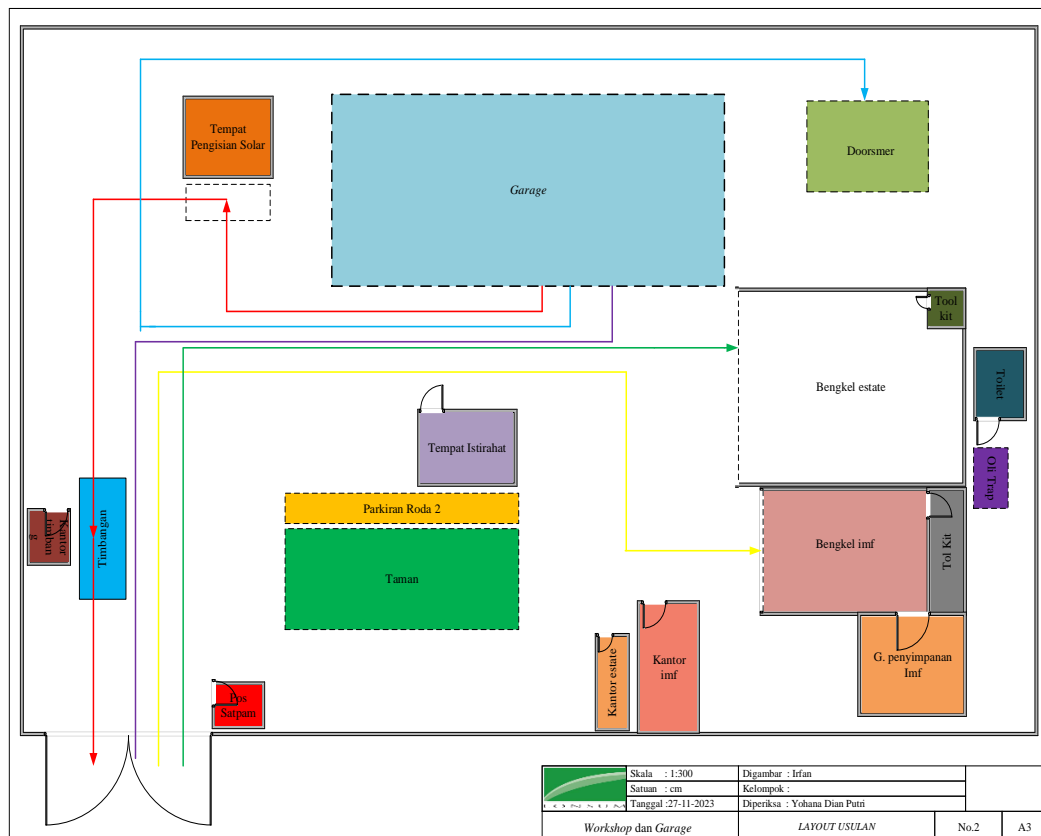 Tempat
Pengisian Solar
Garage
Doorsmer
Tool
kit
Toilet
Bengkel estate
Tempat Istirahat
Oli Trap
Parkiran Roda 2
Kantor
timban
g
Timbangan
Bengkel imf
Tol Kit
Taman
G. penyimpanan
Imf
Kantor
imf
Kantor estate
Pos
Satpam
Skala : 1:300
Digambar : Irfan
Satuan : cm
Kelompok :
Tanggal :27-11-2023
Diperiksa : Yohana Dian Putri
Workshop dan Garage
LAYOUT USULAN
No.2
A3